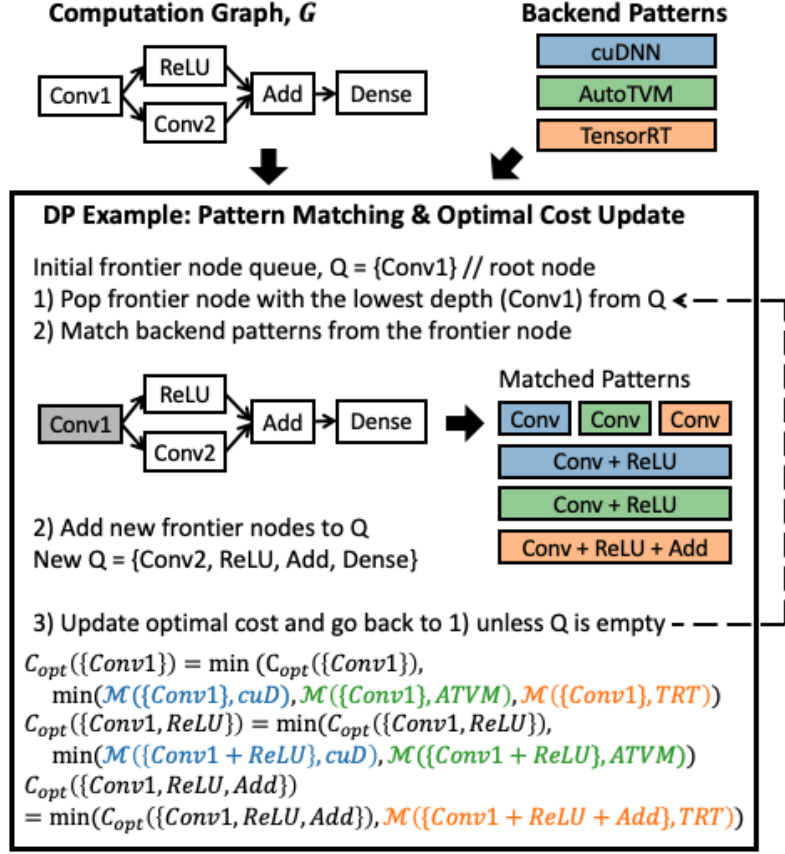 Computation Graph, G
Backend Patterns
Conv1
ReLU
Conv2
Add
Dense
cuDNN
AutoTVM
TensorRT
DP Example: Pattern Matching & Optimal Cost Update
Initial frontier node queue, Q = {Conv1} // root node
1) Pop frontier node with the lowest depth (Conv1) from Q
2) Match backend patterns from the frontier node
Conv1
ReLU
Conv2
Add
Dense
Matched Patterns
Conv Conv Conv
Conv + ReLU
Conv + ReLU
Conv + ReLU + Add
2) Add new frontier nodes to Q
New Q = {Conv2, ReLU, Add, Dense}
3) Update optimal cost and go back to 1) unless Q is empty
C_opt({Conv1}) = min (C_opt({Conv1}),
min(ℳ({Conv1}, cuD), ℳ({Conv1}, ATVM), ℳ({Conv1}, TRT))
C_opt({Conv1, ReLU}) = min(C_opt({Conv1, ReLU}),
min(ℳ({Conv1 + ReLU}, cuD), ℳ({Conv1 + ReLU}, ATVM))
C_opt({Conv1, ReLU, Add})
= min(C_opt({Conv1, ReLU, Add}), ℳ({Conv1 + ReLU + Add}, TRT))